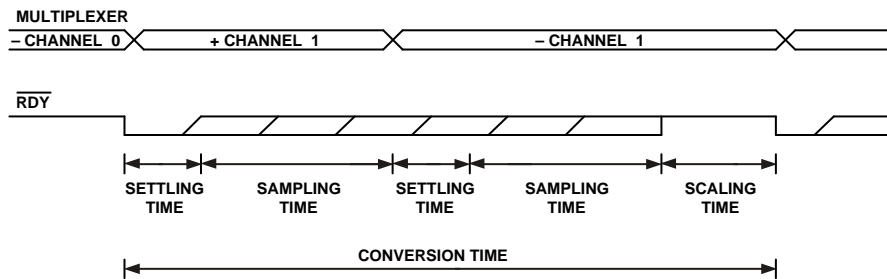 MULTIPLEXER
– CHANNEL 0 + CHANNEL 1 – CHANNEL 1
RDY
SETTLING TIME
SAMPLING TIME
SETTLING TIME
SAMPLING TIME
SCALING TIME
CONVERSION TIME